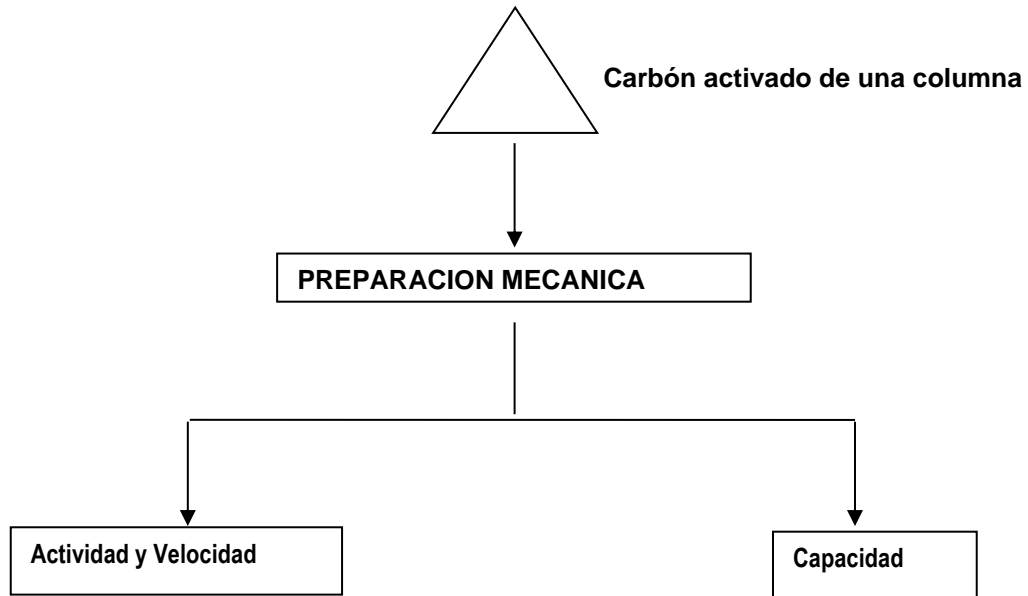 Carbón activado de una columna
PREPARACION MECANICA
Actividad y Velocidad
Capacidad